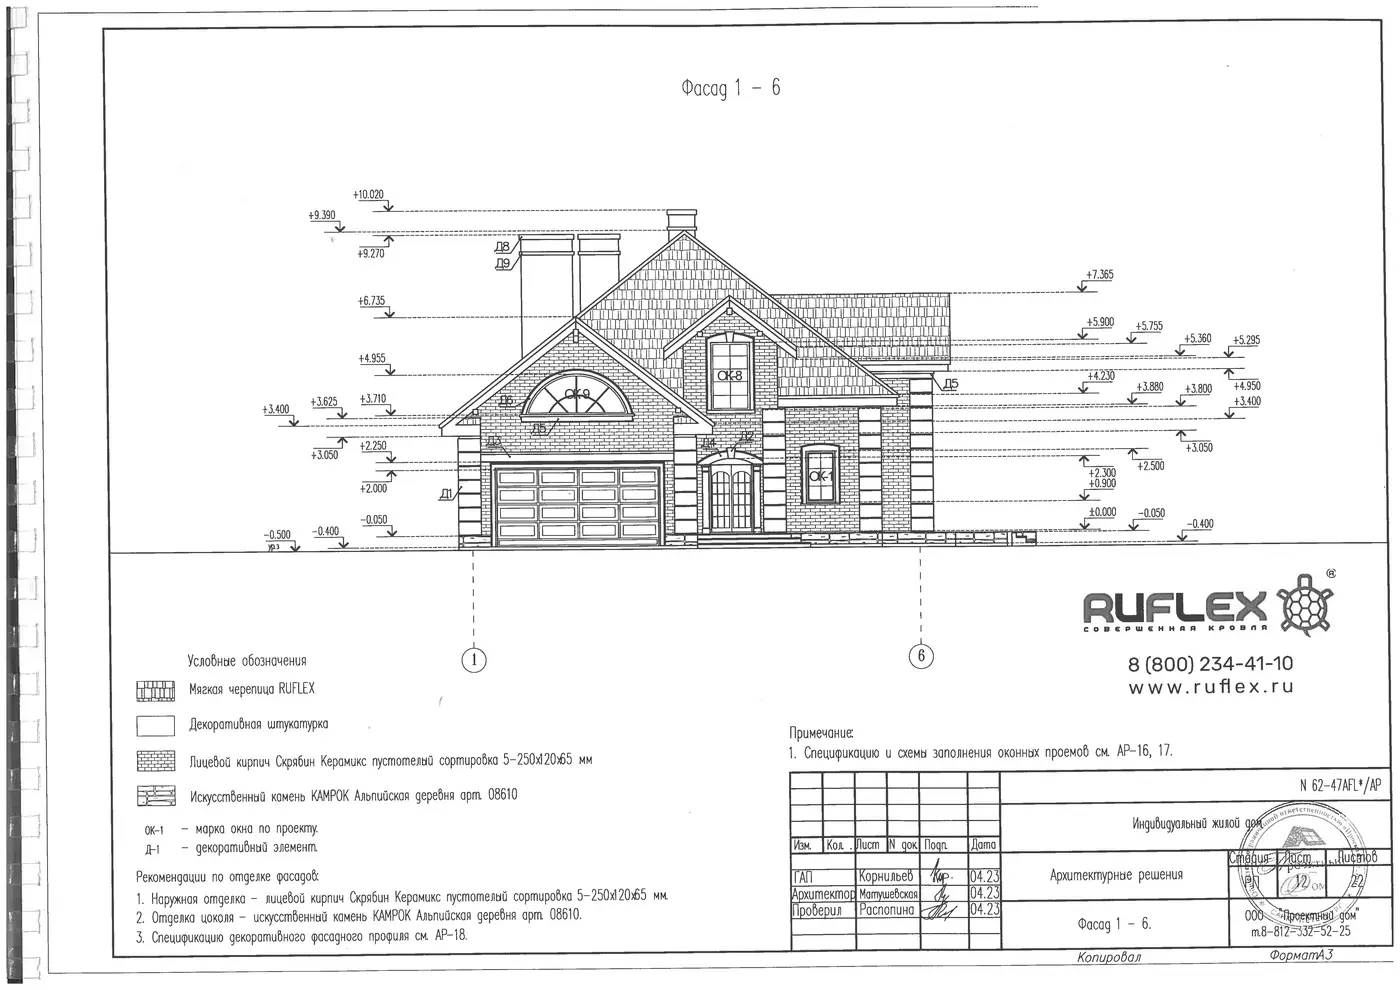 Фасад 1 – 6
+10.020
+9.390
+9.270
+6.735
+4.955
+3.710
+3.625
+3.400
+3.050
+2.250
+2.000
-0.050
-0.400
-0.500
ур.з
Д8
Д9
Д6
Д5
Д3
Д1
Д4
Д2
Д5
ОК-9
ОК-8
ОК-1
+7.365
+5.900
+5.755
+5.360
+5.295
+4.230
+3.880
+3.800
+4.950
+3.400
+3.050
+2.500
+2.300
+0.900
±0.000
-0.050
-0.400
1
6
RUFLEX ®
СОВЕРШЕННАЯ КРОВЛЯ
8 (800) 234-41-10
www.ruflex.ru
Условные обозначения
Мягкая черепица RUFLEX
Декоративная штукатурка
Лицевой кирпич Скрябин Керамикс пустотелый сортировка 5-250х120х65 мм
Искусственный камень КАМРОК Альпийская деревня арт. 08610
ОК-1 – марка окна по проекту.
Д-1 – декоративный элемент.
Рекомендации по отделке фасадов:
1. Наружная отделка – лицевой кирпич Скрябин Керамикс пустотелый сортировка 5-250х120х65 мм.
2. Отделка цоколя – искусственный камень КАМРОК Альпийская деревня арт. 08610.
3. Спецификацию декоративного фасадного профиля см. АР-18.
Примечание:
1. Спецификацию и схемы заполнения оконных проемов см. АР-16, 17.
N 62-47AFL*/АР
Индивидуальный жилой дом
Изм. Кол. Лист N док Подп. Дата
ГАП Корнильев 04.23
Архитектор Матушевская 04.23
Проверил Распопина 04.23
Архитектурные решения
Стадия Лист Листов
12
Фасад 1 – 6.
ООО "Проектный дом"
т.8-812-332-52-25
Копировал ФорматА3